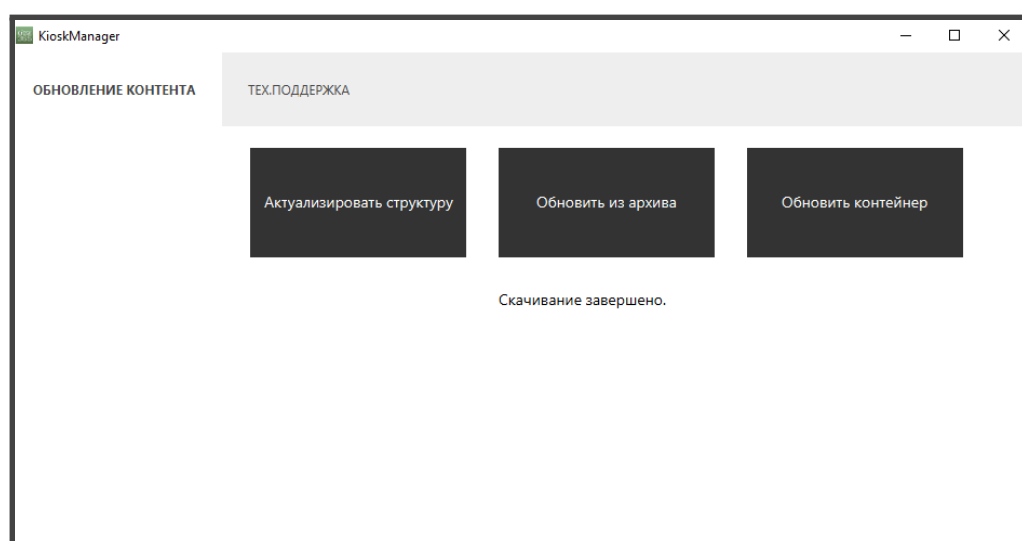 KioskManager
ОБНОВЛЕНИЕ КОНТЕНТА
ТЕХ.ПОДДЕРЖКА
Актуализировать структуру
Обновить из архива
Обновить контейнер
Скачивание завершено.